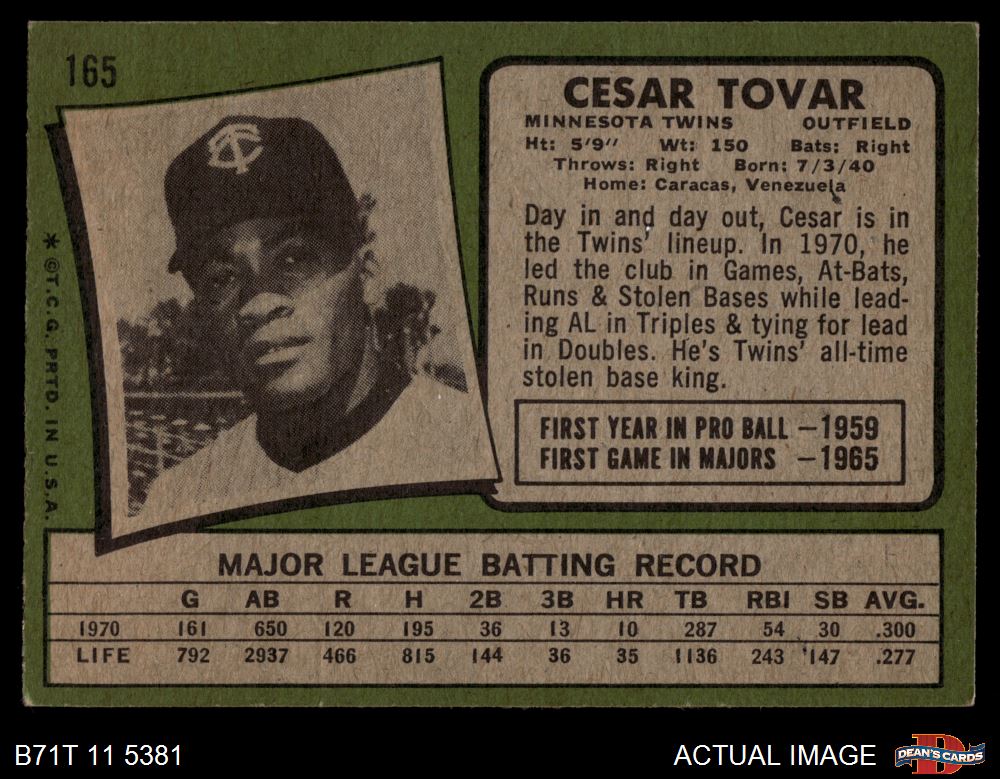 165
CESAR TOVAR
MINNESOTA TWINS OUTFIELD
Ht: 5'9" Wt: 150 Bats: Right
Throws: Right Born: 7/3/40
Home: Caracas, Venezuela
Day in and day out, Cesar is in
the Twins' lineup. In 1970, he
led the club in Games, At-Bats,
Runs & Stolen Bases while lead-
ing AL in Triples & tying for lead
in Doubles. He's Twins' all-time
stolen base king.
FIRST YEAR IN PRO BALL —1959
FIRST GAME IN MAJORS —1965
TC
* ©T.C.G. PRTD. IN U.S.A.
MAJOR LEAGUE BATTING RECORD
G AB R H 2B 3B HR TB RBI SB AVG.
1970 161 650 120 195 36 13 10 287 54 30 .300
LIFE 792 2937 466 815 144 36 35 1136 243 147 .277
B71T 11 5381
ACTUAL IMAGE
D
DEAN'S CARDS